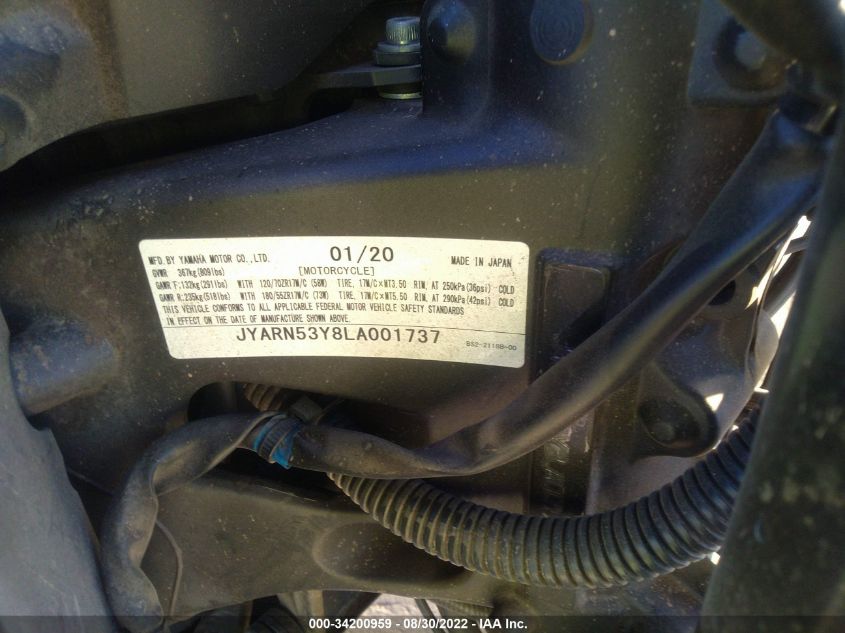 MFD. BY YAMAHA MOTOR CO.,LTD. 01/20 MADE IN JAPAN
GVWR 367kg(809lbs) [MOTORCYCLE]
GAWR F:132kg(291lbs) WITH 120/70ZR17M/C (58W) TIRE, 17M/C×MT3.50 RIM, AT 250kPa(36psi) COLD
GAWR R:235kg(518lbs) WITH 180/55ZR17M/C (73W) TIRE, 17M/C×MT5.50 RIM, AT 290kPa(42psi) COLD
THIS VEHICLE CONFORMS TO ALL APPLICABLE FEDERAL MOTOR VEHICLE SAFETY STANDARDS
IN EFFECT ON THE DATE OF MANUFACTURE SHOWN ABOVE.
JYARN53Y8LA001737 BS2-2118B-00
000-34200959 - 08/30/2022 - IAA Inc.